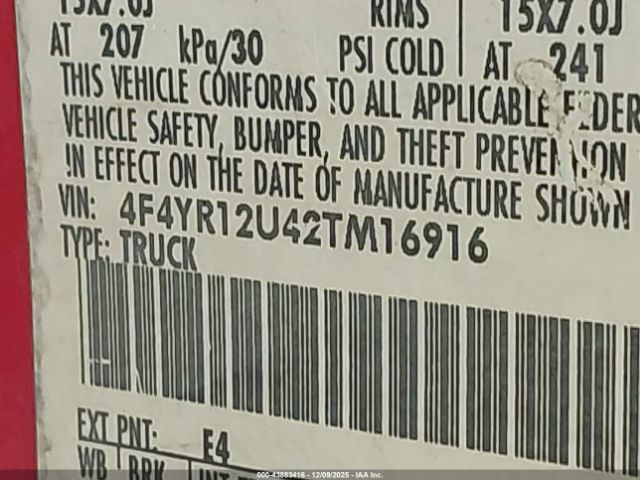 15X7.0J RIMS 15X7.0J
AT 207 kPa/30 PSI COLD AT 241
THIS VEHICLE CONFORMS TO ALL APPLICABLE FEDER
VEHICLE SAFETY, BUMPER, AND THEFT PREVENTION
IN EFFECT ON THE DATE OF MANUFACTURE SHOWN
VIN: 4F4YR12U42TM16916
TYPE: TRUCK
EXT PNT: E4
WB BRK
000-43883416 - 12/09/2025 - IAA Inc.